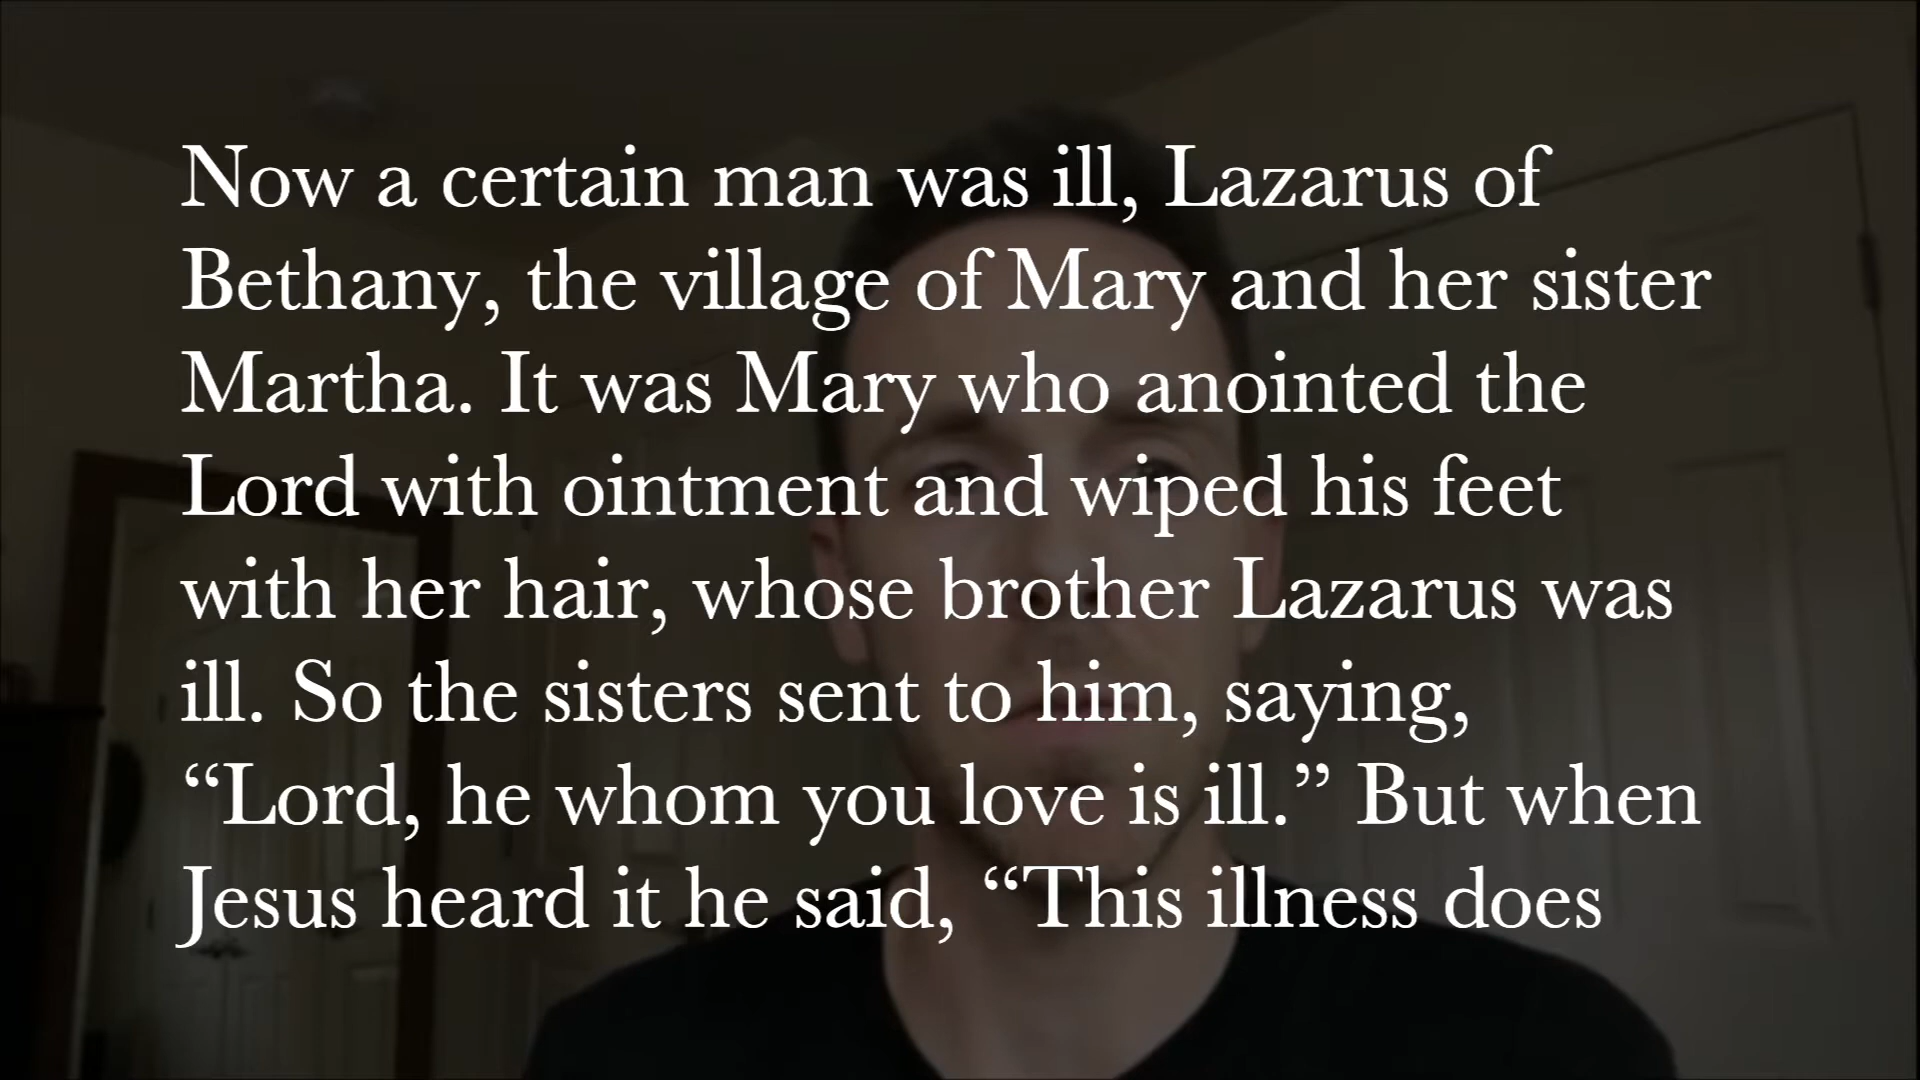 Now a certain man was ill, Lazarus of
Bethany, the village of Mary and her sister
Martha. It was Mary who anointed the
Lord with ointment and wiped his feet
with her hair, whose brother Lazarus was
ill. So the sisters sent to him, saying,
“Lord, he whom you love is ill.” But when
Jesus heard it he said, “This illness does